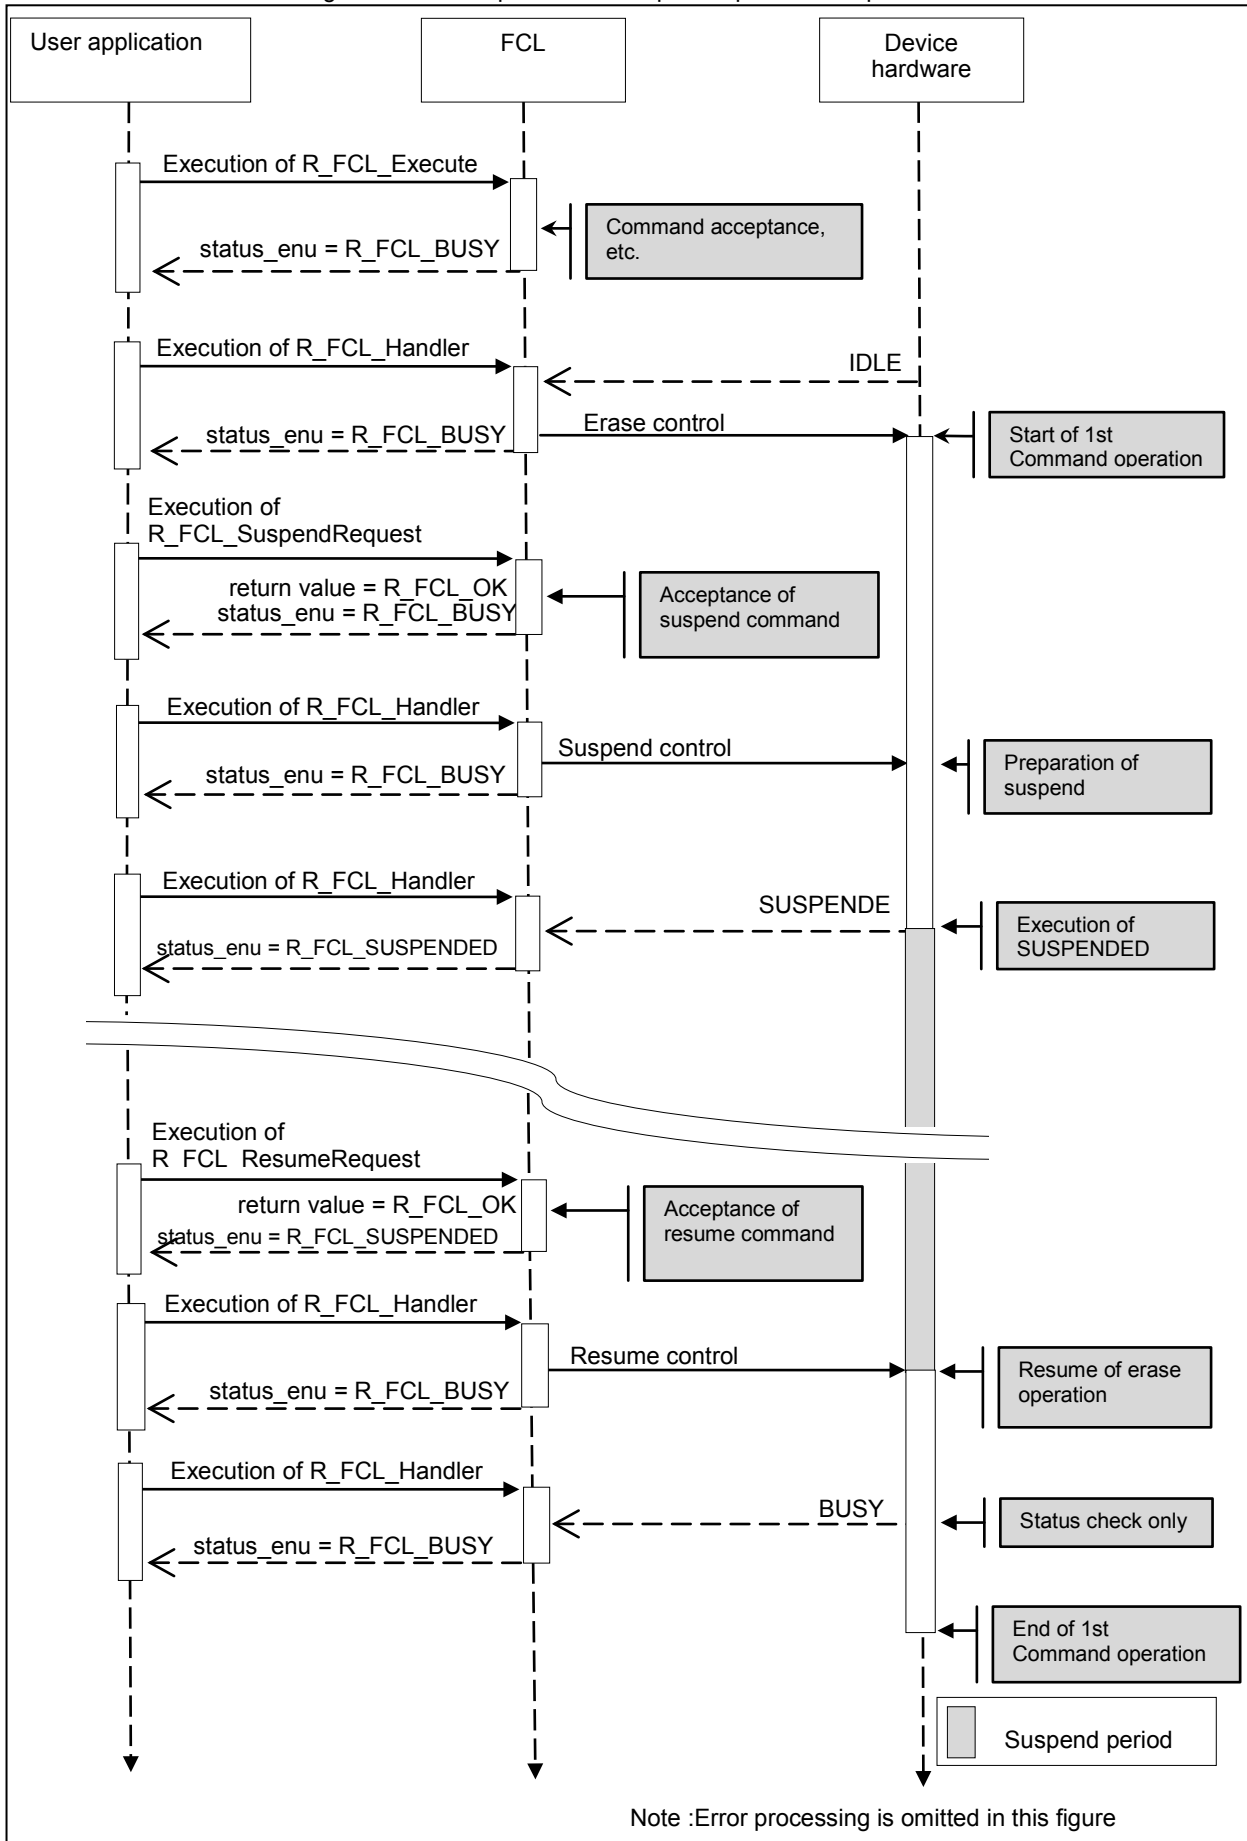 User application
FCL
Device
hardware
Execution of R_FCL_Execute
Command acceptance,
etc.
status_enu = R_FCL_BUSY
Execution of R_FCL_Handler
IDLE
Erase control
status_enu = R_FCL_BUSY
Start of 1st
Command operation
Execution of
R_FCL_SuspendRequest
return value = R_FCL_OK
status_enu = R_FCL_BUSY
Acceptance of
suspend command
Execution of R_FCL_Handler
Suspend control
status_enu = R_FCL_BUSY
Preparation of
suspend
Execution of R_FCL_Handler
SUSPENDE
status_enu = R_FCL_SUSPENDED
Execution of
SUSPENDED
Execution of
R_FCL_ResumeRequest
return value = R_FCL_OK
status_enu = R_FCL_SUSPENDED
Acceptance of
resume command
Execution of R_FCL_Handler
Resume control
status_enu = R_FCL_BUSY
Resume of erase
operation
Execution of R_FCL_Handler
BUSY
status_enu = R_FCL_BUSY
Status check only
End of 1st
Command operation
Suspend period
Note :Error processing is omitted in this figure